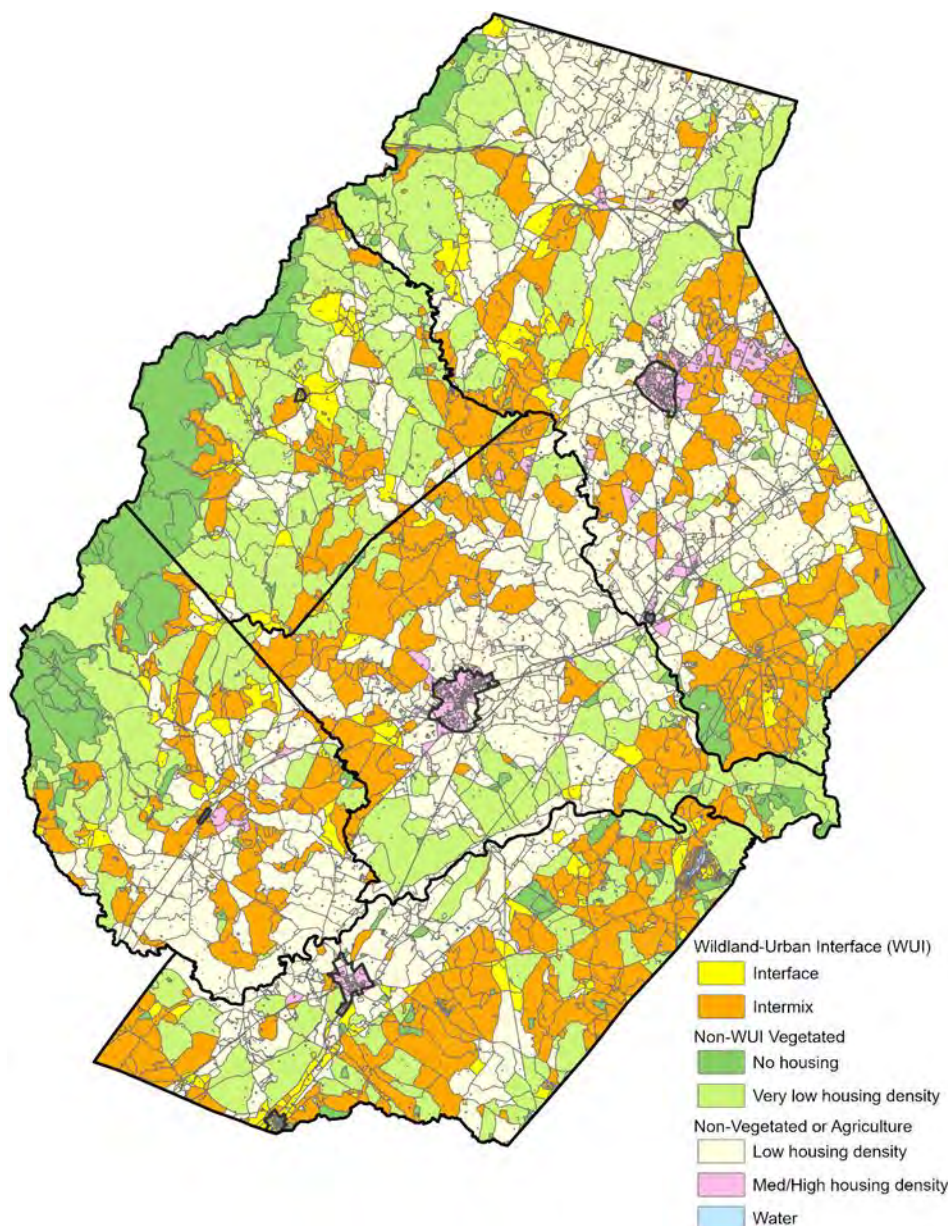 Wildland-Urban Interface (WUI)
Interface
Intermix
Non-WUI Vegetated
No housing
Very low housing density
Non-Vegetated or Agriculture
Low housing density
Med/High housing density
Water